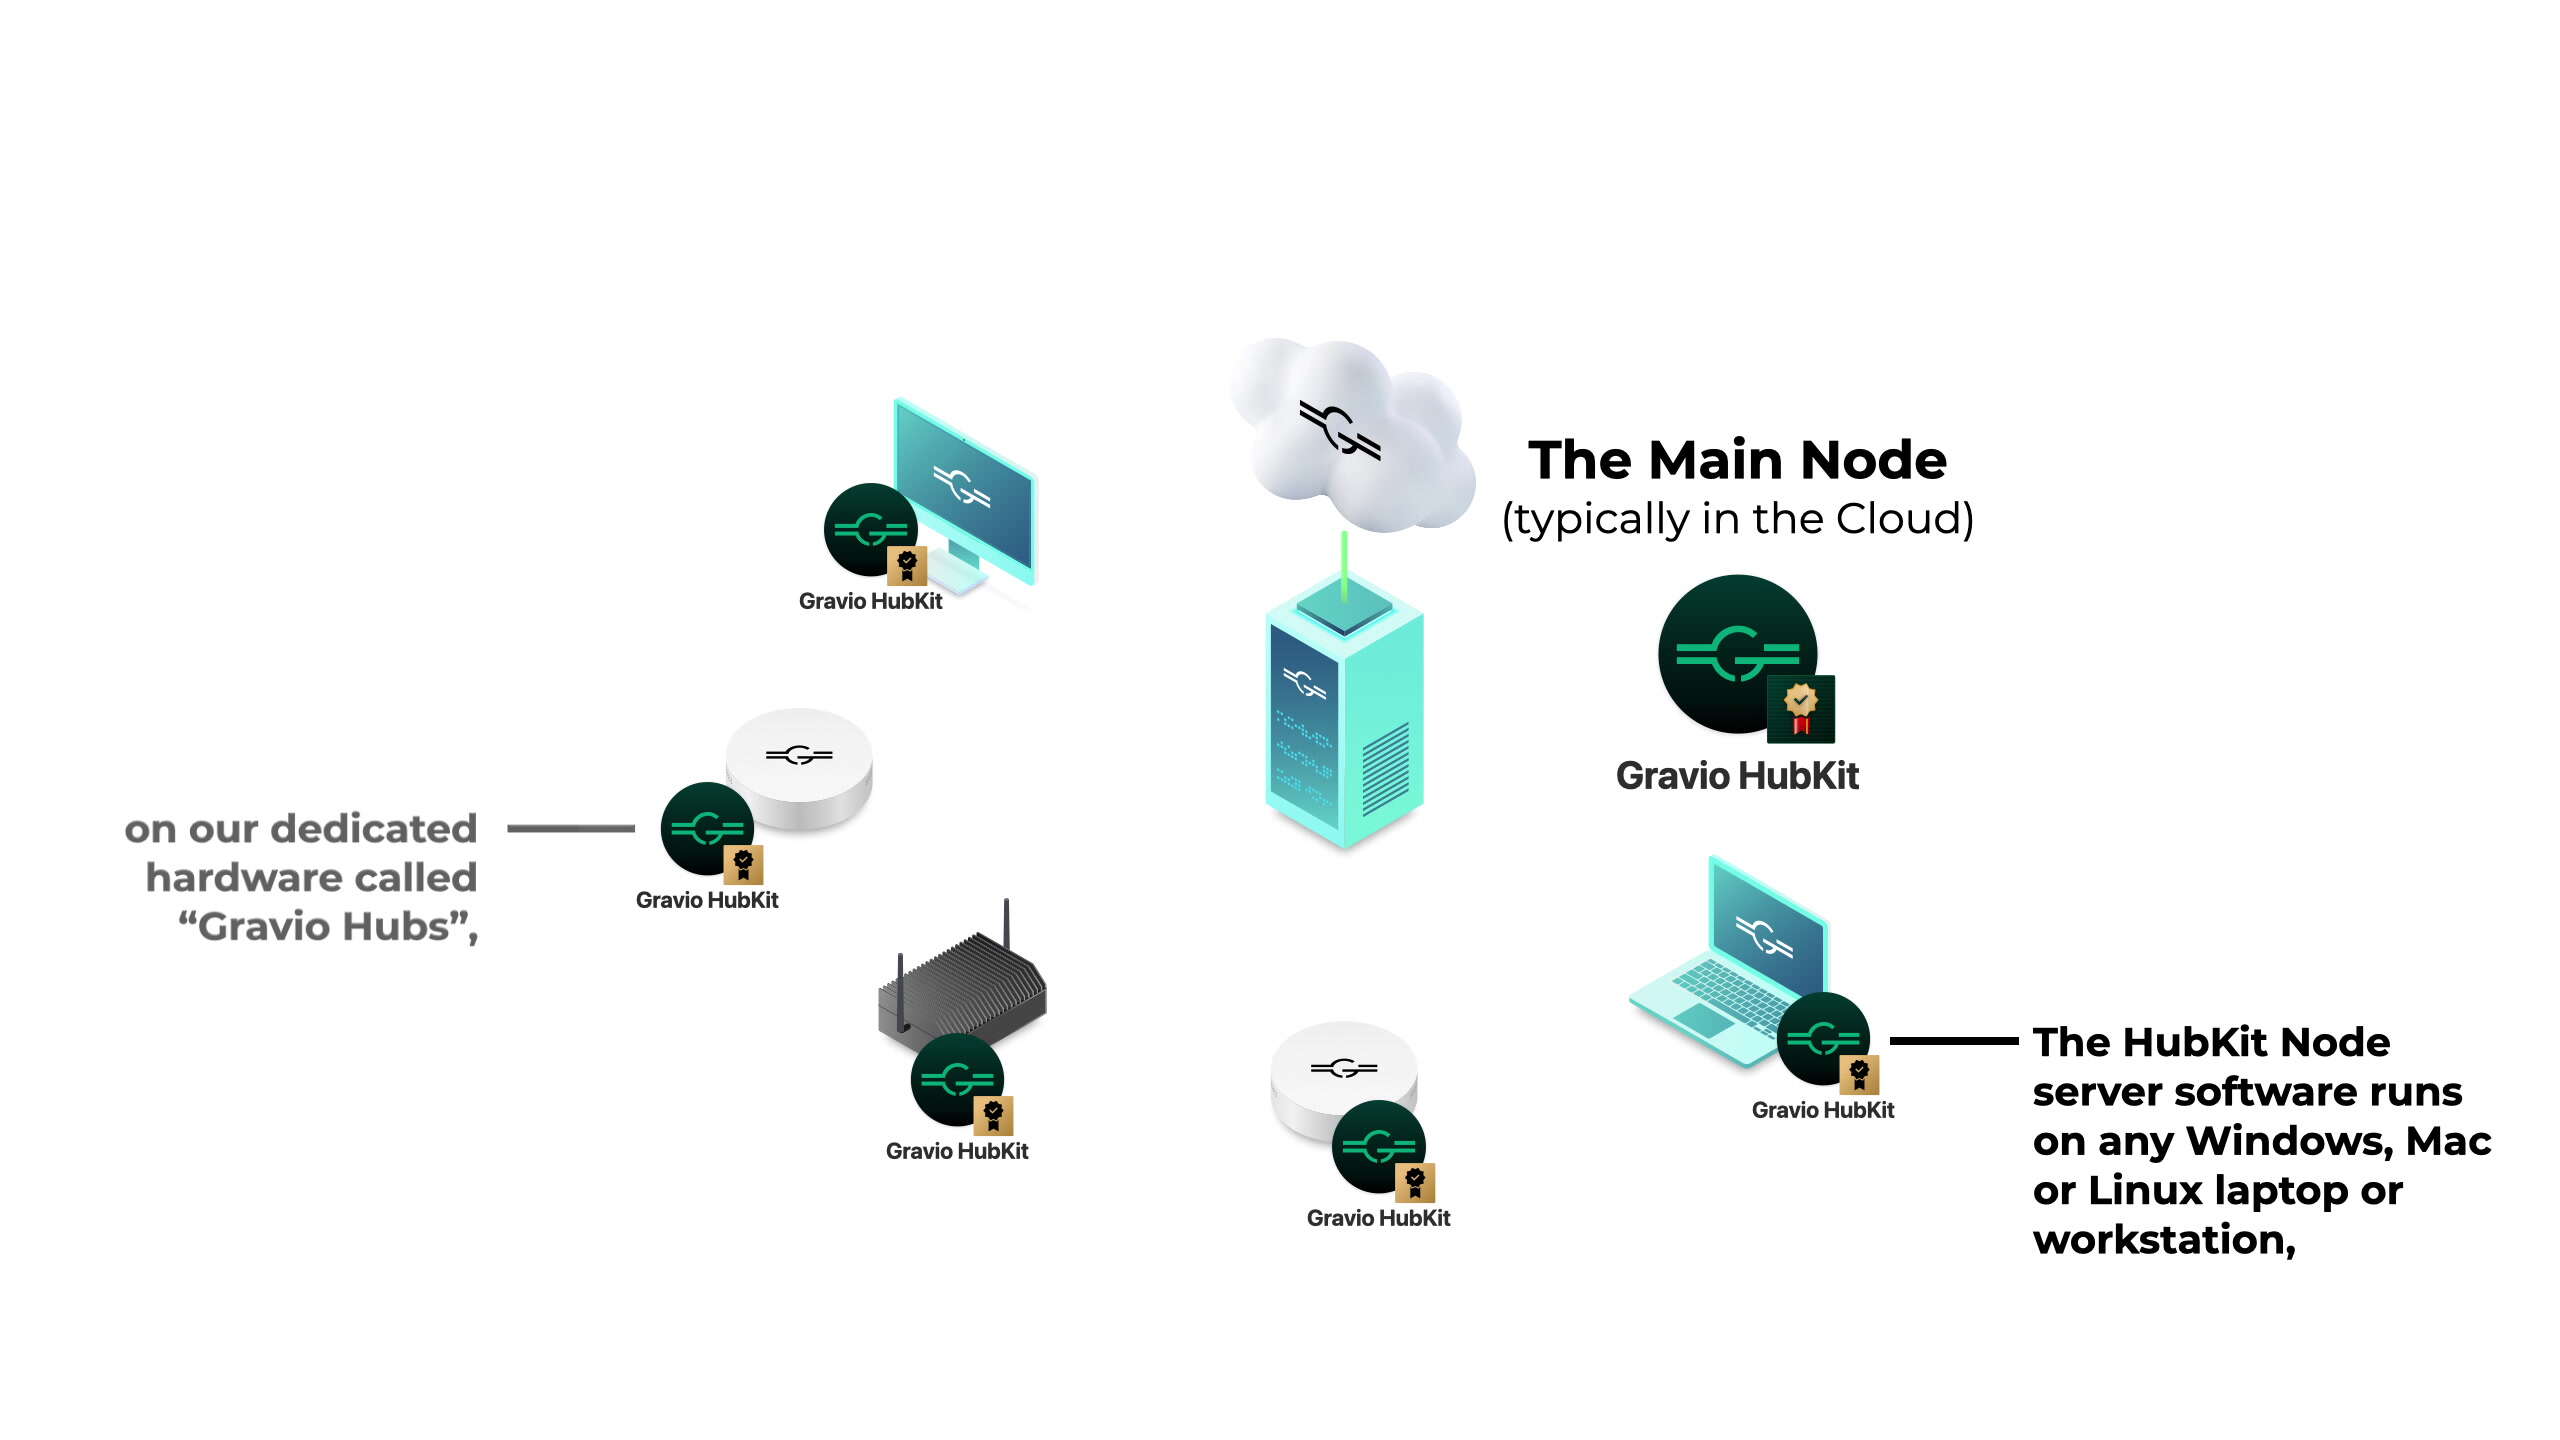 The Main Node
(typically in the Cloud)
Gravio HubKit
Gravio HubKit
on our dedicated
hardware called
“Gravio Hubs”,
Gravio HubKit
Gravio HubKit
Gravio HubKit
Gravio HubKit
The HubKit Node
server software runs
on any Windows, Mac
or Linux laptop or
workstation,